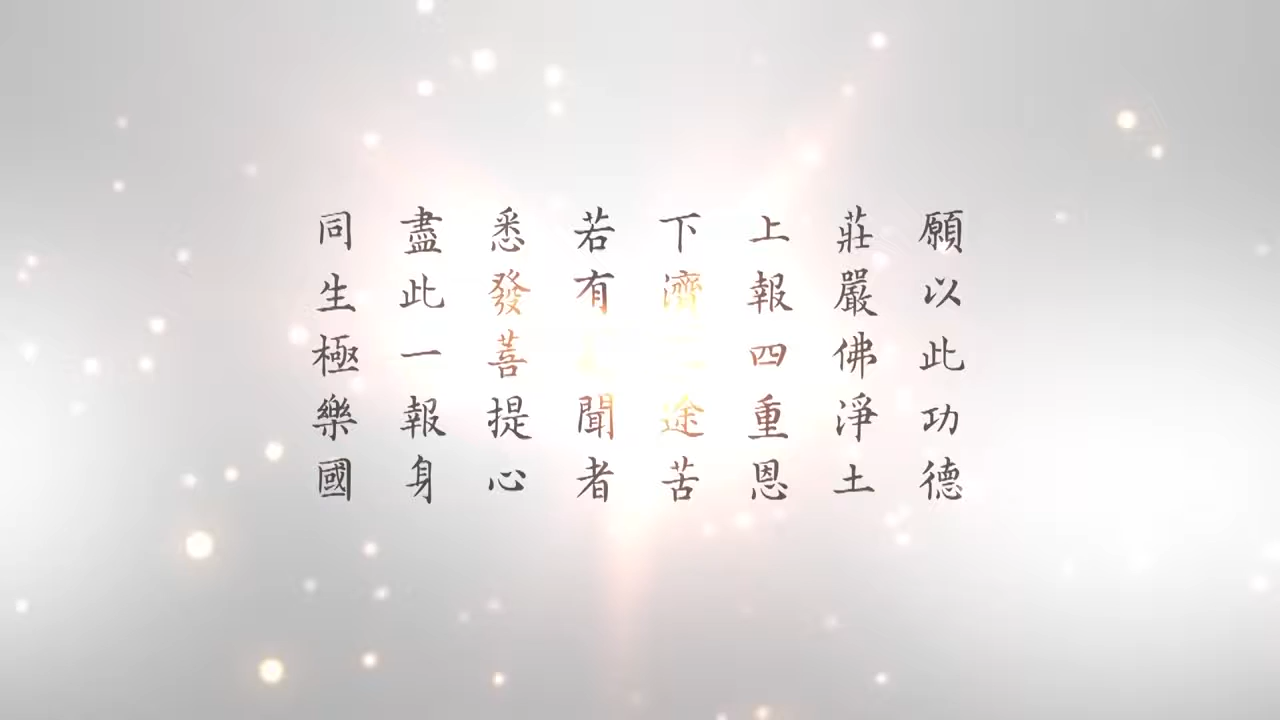 願以此功德
莊嚴佛淨土
上報四重恩
下濟途苦
若有聞者
悉發菩提心
盡此一報身
同生極樂國